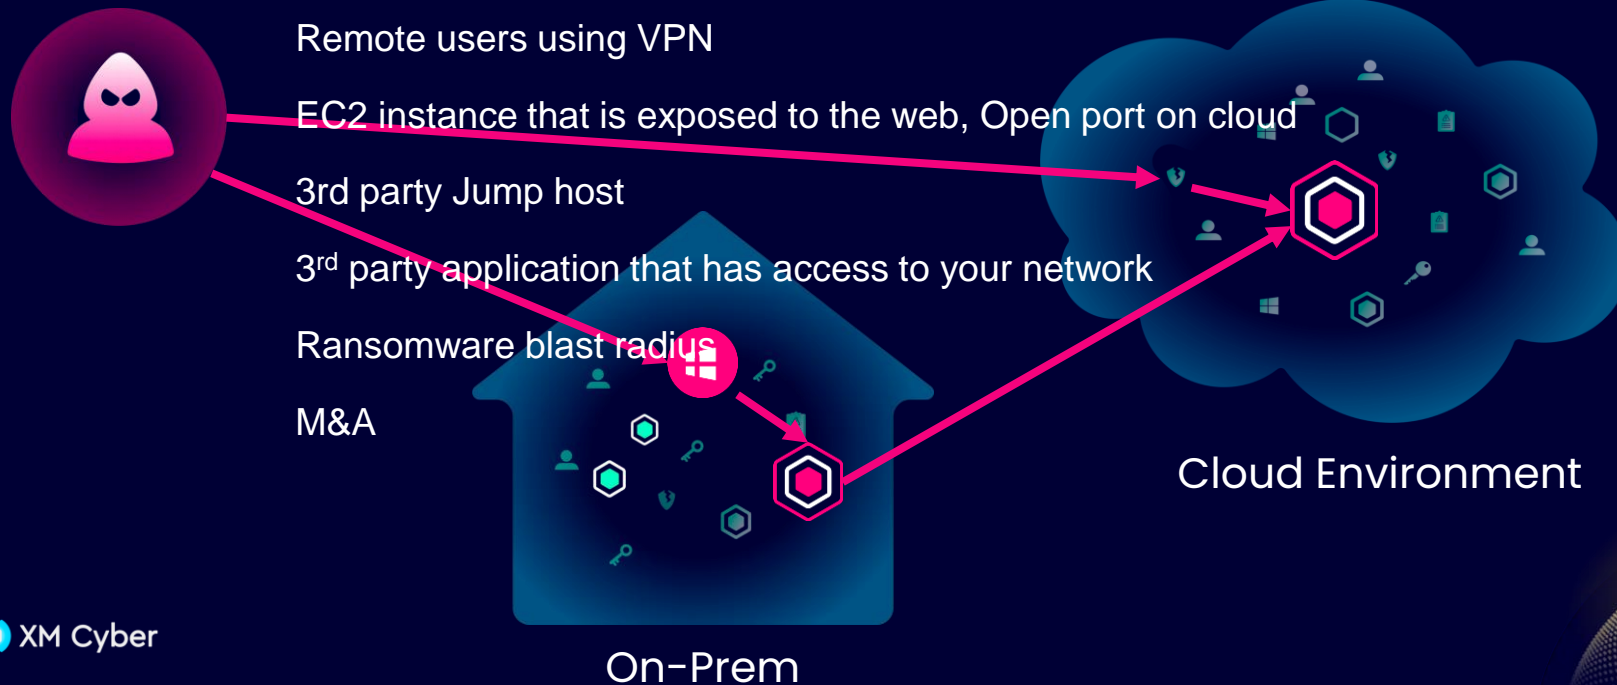 Remote users using VPN
EC2 instance that is exposed to the web, Open port on cloud
3rd party Jump host
3rd party application that has access to your network
Ransomware blast radius
M&A
Cloud Environment
XM Cyber
On-Prem